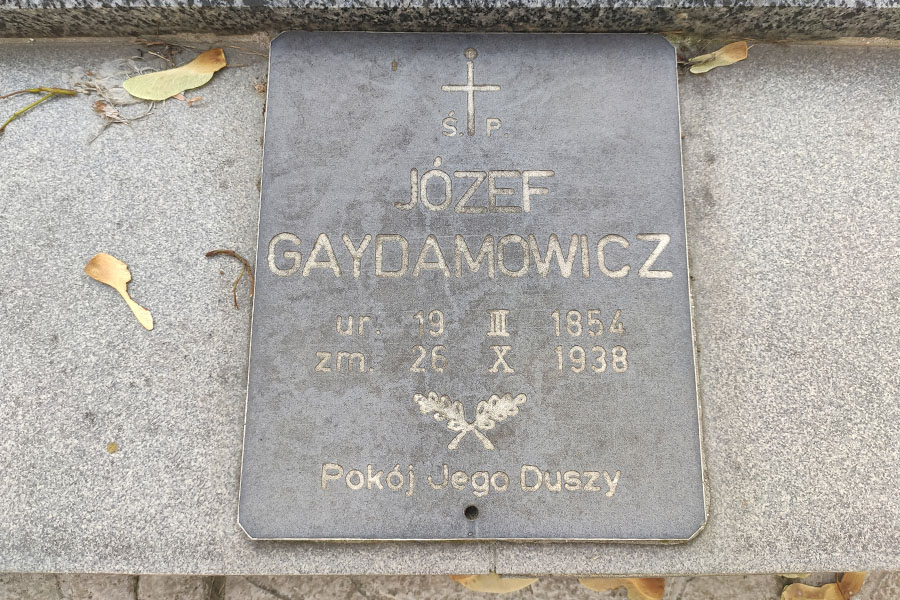 Ś. P.
JÓZEF
GAYDAMOWICZ
ur. 19 III 1854
zm. 26 X 1938
Pokój Jego Duszy